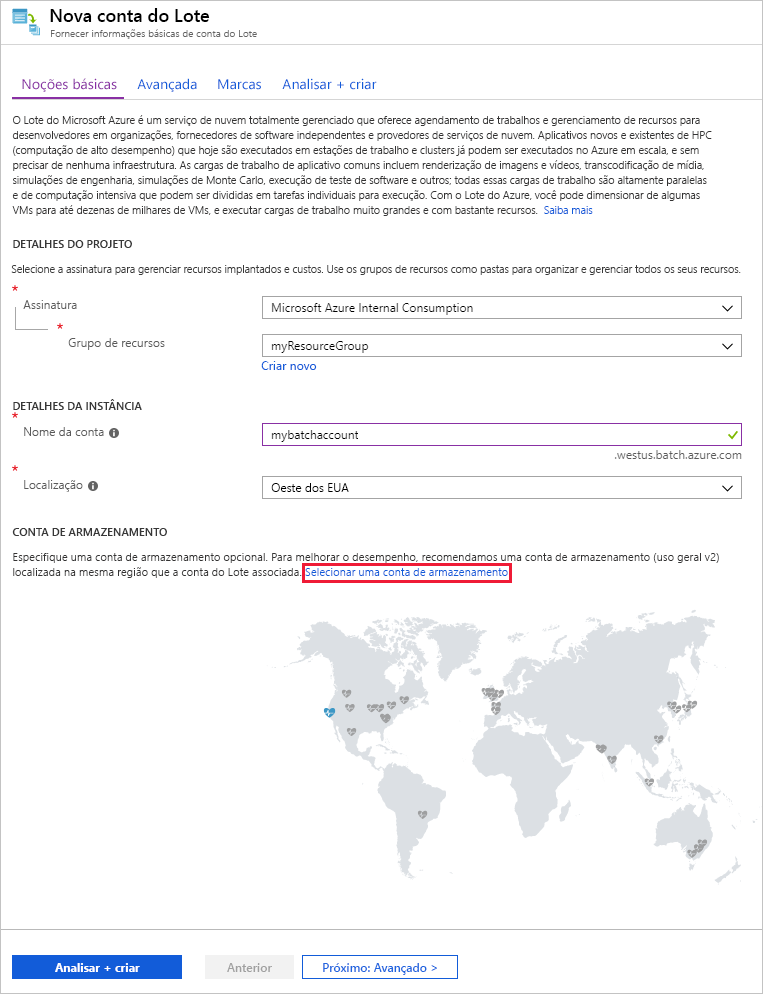 Nova conta do Lote
Fornecer informações básicas de conta do Lote
Noções básicas Avançada Marcas Analisar + criar
O Lote do Microsoft Azure é um serviço de nuvem totalmente gerenciado que oferece agendamento de trabalhos e gerenciamento de recursos para
desenvolvedores em organizações, fornecedores de software independentes e provedores de serviços de nuvem. Aplicativos novos e existentes de HPC
(computação de alto desempenho) que hoje são executados em estações de trabalho e clusters já podem ser executados no Azure em escala, e sem
precisar de nenhuma infraestrutura. As cargas de trabalho de aplicativo comuns incluem renderização de imagens e vídeos, transcodificação de mídia,
simulações de engenharia, simulações de Monte Carlo, execução de teste de software e outros; todas essas cargas de trabalho são altamente paralelas
e de computação intensiva que podem ser divididas em tarefas individuais para execução. Com o Lote do Azure, você pode dimensionar de algumas
VMs para até dezenas de milhares de VMs, e executar cargas de trabalho muito grandes e com bastante recursos. Saiba mais
DETALHES DO PROJETO
Selecione a assinatura para gerenciar recursos implantados e custos. Use os grupos de recursos como pastas para organizar e gerenciar todos os seus recursos.
* Assinatura Microsoft Azure Internal Consumption
* Grupo de recursos myResourceGroup
Criar novo
DETALHES DA INSTÂNCIA
* Nome da conta mybatchaccount
.westus.batch.azure.com
* Localização Oeste dos EUA
CONTA DE ARMAZENAMENTO
Especifique uma conta de armazenamento opcional. Para melhorar o desempenho, recomendamos uma conta de armazenamento (uso geral v2)
localizada na mesma região que a conta do Lote associada. Selecionar uma conta de armazenamento
Analisar + criar Anterior Próximo: Avançado >